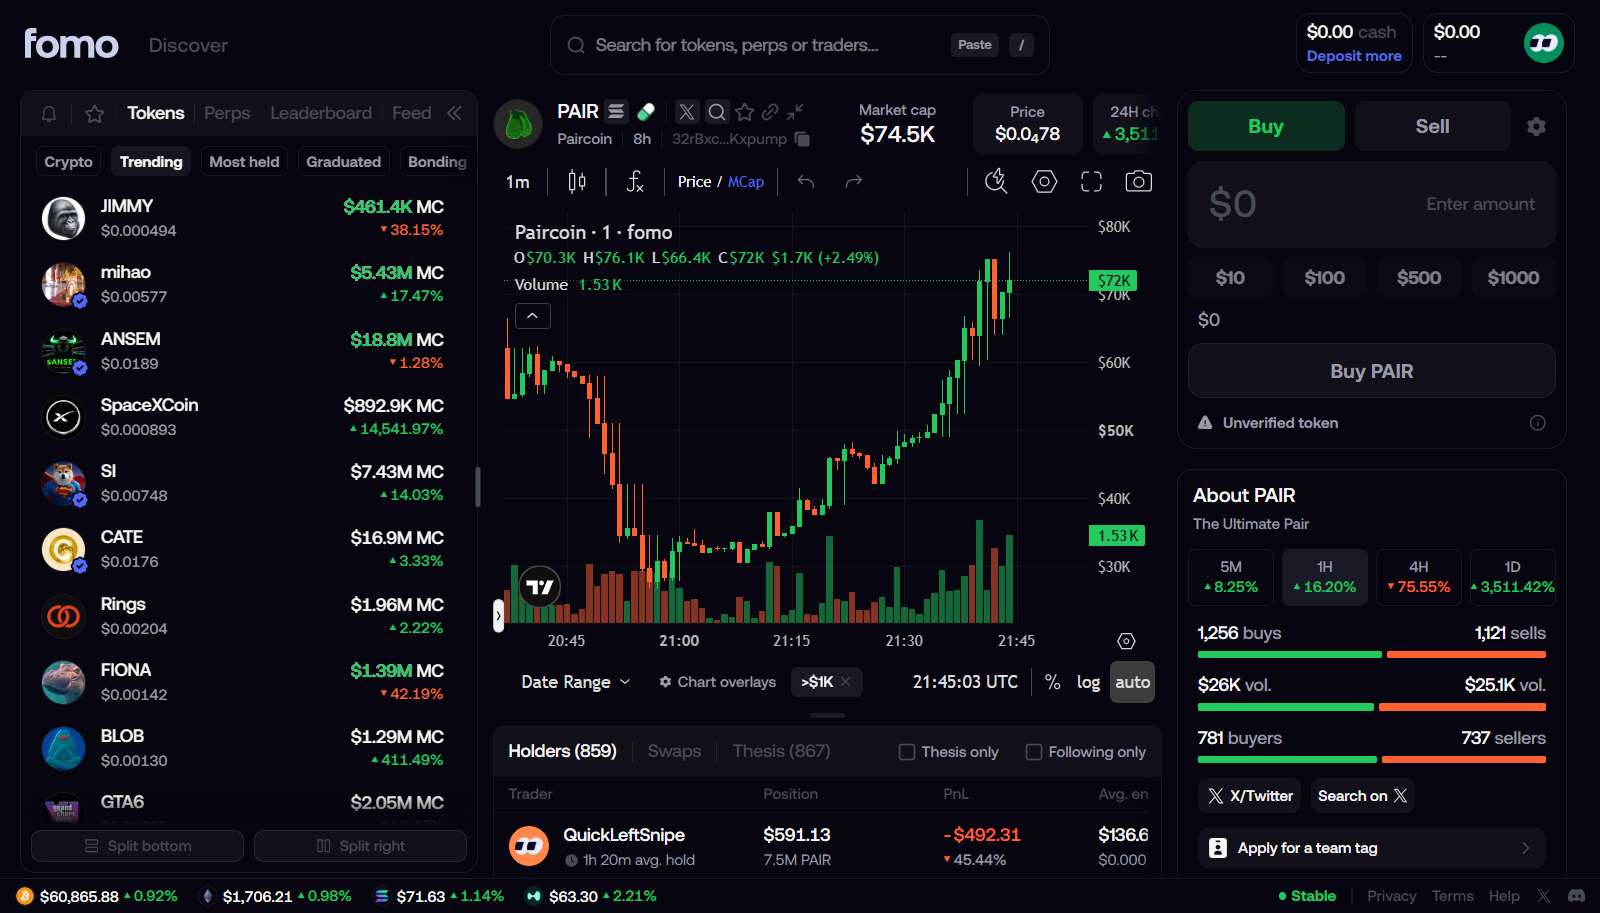 fomo
Discover
Search for tokens, perps or traders...
Paste
/
$0.00 cash
Deposit more
$0.00
--
Tokens
Perps
Leaderboard
Feed
Crypto
Trending
Most held
Graduated
Bonding
JIMMY
$461.4K MC
$0.000494
38.15%
mihao
$5.43M MC
$0.00577
17.47%
ANSEM
$18.8M MC
$0.0189
1.28%
SpaceXCoin
$892.9K MC
$0.000893
14,541.97%
SI
$7.43M MC
$0.00748
14.03%
CATE
$16.9M MC
$0.0176
3.33%
Rings
$1.96M MC
$0.00204
2.22%
FIONA
$1.39M MC
$0.00142
42.19%
BLOB
$1.29M MC
$0.00130
411.49%
GTA6
$2.05M MC
Split bottom
Split right
PAIR
Paircoin
8h
32rBxc...Kxpump
Market cap
$74.5K
Price
$0.0₄78
24H ch
3,511
1m
Price / MCap
Paircoin · 1 · fomo
O$70.3K H$76.1K L$66.4K C$72K $1.7K (+2.49%)
Volume 1.53K
$80K
$72K
$70K
$60K
$50K
$40K
1.53K
$30K
20:45
21:00
21:15
21:30
21:45
Date Range
Chart overlays
>$1K
21:45:03 UTC
%
log
auto
Holders (859)
Swaps
Thesis (867)
Thesis only
Following only
Trader
Position
PnL
Avg. en
QuickLeftSnipe
$591.13
-$492.31
$136.6
1h 20m avg. hold
7.5M PAIR
45.44%
$0.000
Buy
Sell
$0
Enter amount
$10
$100
$500
$1000
$0
Buy PAIR
Unverified token
About PAIR
The Ultimate Pair
5M
8.25%
1H
16.20%
4H
75.55%
1D
3,511.42%
1,256 buys
1,121 sells
$26K vol.
$25.1K vol.
781 buyers
737 sellers
X/Twitter
Search on X
Apply for a team tag
$60,865.88 0.92%
$1,706.21 0.98%
$71.63 1.14%
$63.30 2.21%
Stable
Privacy
Terms
Help